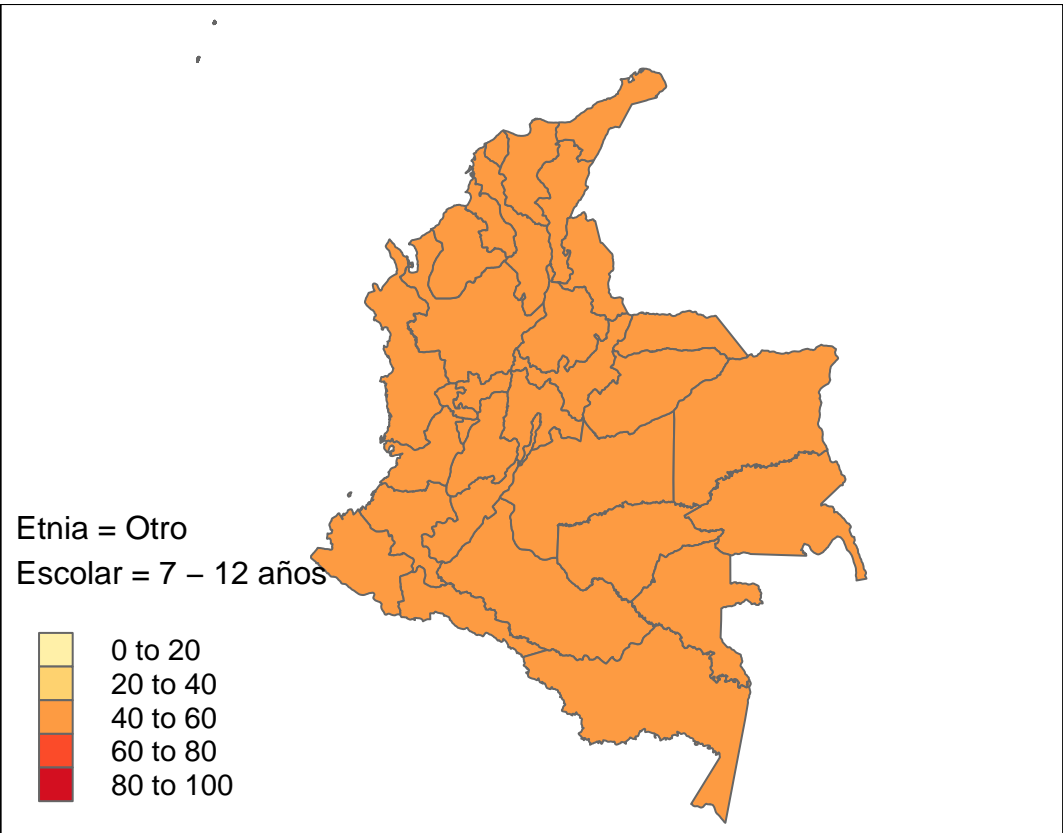 Etnia = Otro
Escolar = 7 – 12 años
0 to 20
20 to 40
40 to 60
60 to 80
80 to 100